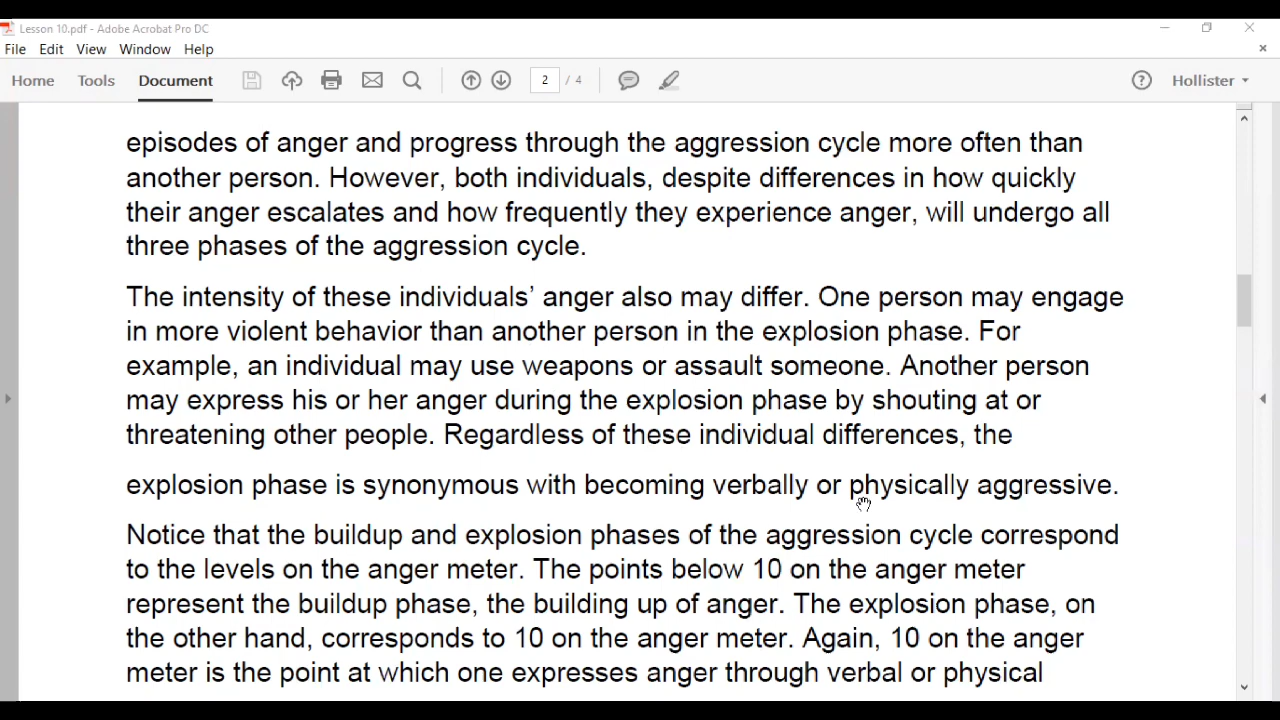 Lesson 10.pdf - Adobe Acrobat Pro DC
File Edit View Window Help
Home Tools Document 2 / 4 Hollister
episodes of anger and progress through the aggression cycle more often than
another person. However, both individuals, despite differences in how quickly
their anger escalates and how frequently they experience anger, will undergo all
three phases of the aggression cycle.
The intensity of these individuals’ anger also may differ. One person may engage
in more violent behavior than another person in the explosion phase. For
example, an individual may use weapons or assault someone. Another person
may express his or her anger during the explosion phase by shouting at or
threatening other people. Regardless of these individual differences, the
explosion phase is synonymous with becoming verbally or physically aggressive.
Notice that the buildup and explosion phases of the aggression cycle correspond
to the levels on the anger meter. The points below 10 on the anger meter
represent the buildup phase, the building up of anger. The explosion phase, on
the other hand, corresponds to 10 on the anger meter. Again, 10 on the anger
meter is the point at which one expresses anger through verbal or physical